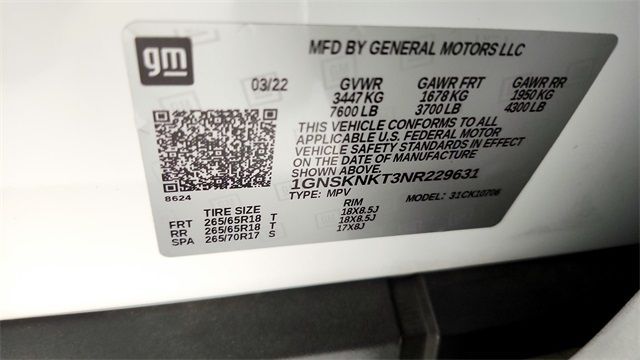 gm
MFD BY GENERAL MOTORS LLC
03/22 GVWR GAWR FRT GAWR RR
3447 KG 1678 KG 1950 KG
7600 LB 3700 LB 4300 LB
THIS VEHICLE CONFORMS TO ALL
APPLICABLE U.S. FEDERAL MOTOR
VEHICLE SAFETY STANDARDS IN EFFECT
ON THE DATE OF MANUFACTURE
SHOWN ABOVE.
1GNSKNKT3NR229631
TYPE: MPV MODEL: 31CK10706
8624
TIRE SIZE RIM
FRT 265/65R18 T 18X8.5J
RR 265/65R18 T 18X8.5J
SPA 265/70R17 S 17X8J